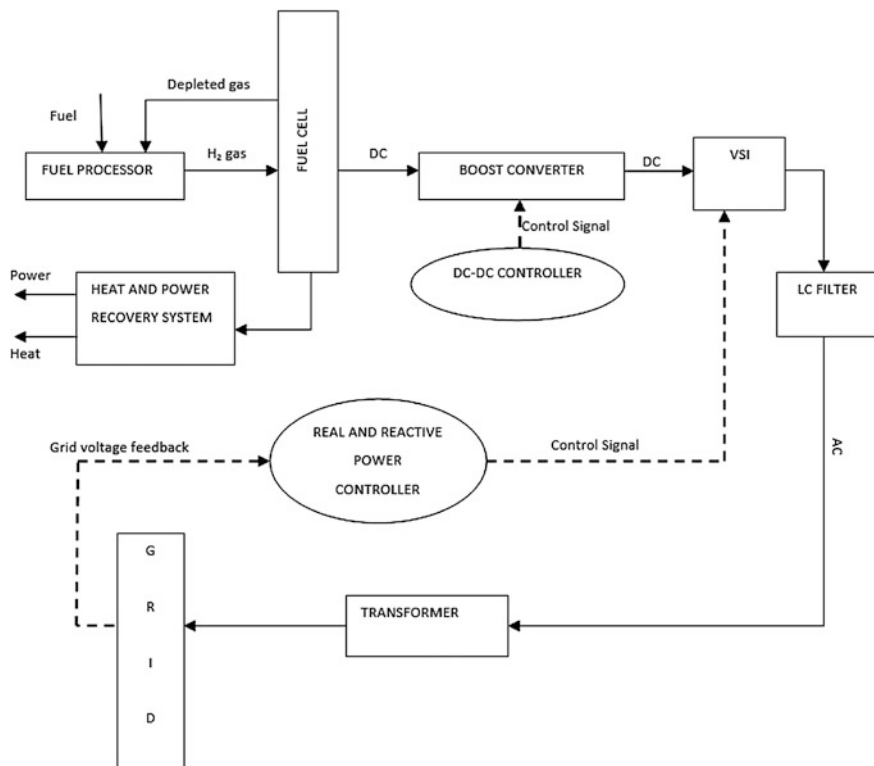 Depleted gas
Fuel
FUEL PROCESSOR
H₂ gas
FUEL CELL
DC
BOOST CONVERTER
DC
VSI
Control Signal
DC-DC CONTROLLER
LC FILTER
Power
HEAT AND POWER
RECOVERY SYSTEM
Heat
Grid voltage feedback
REAL AND REACTIVE
POWER
CONTROLLER
Control Signal
AC
G
R
I
D
TRANSFORMER